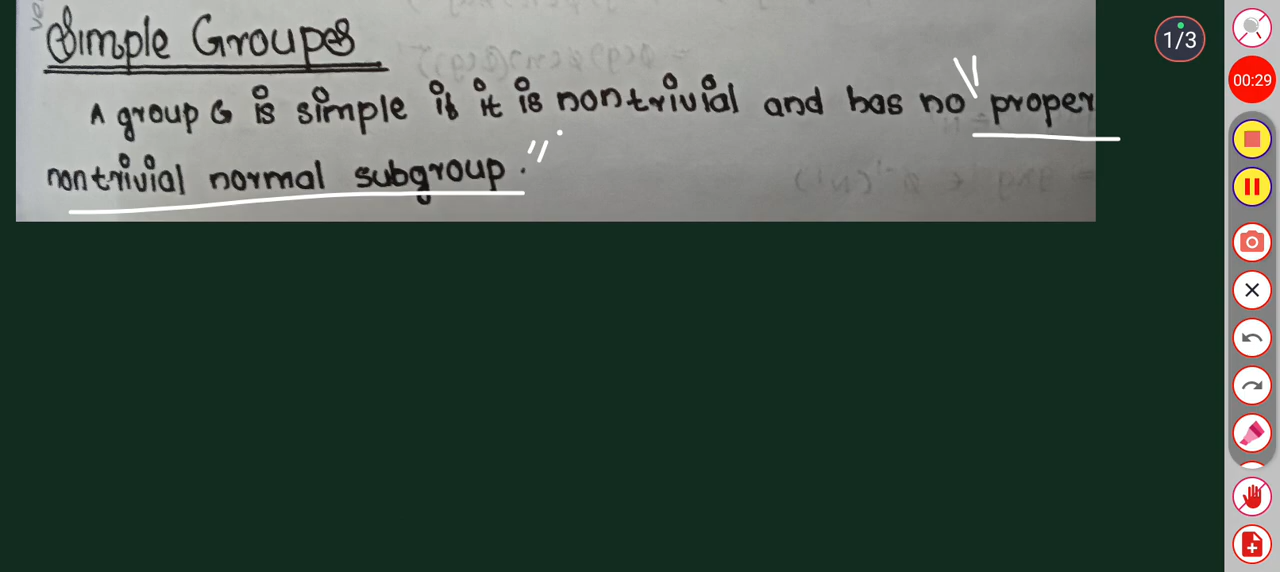 Simple Groups
1/3
00:29
A group G is simple if it is nontrivial and has no " proper
nontrivial normal subgroup."